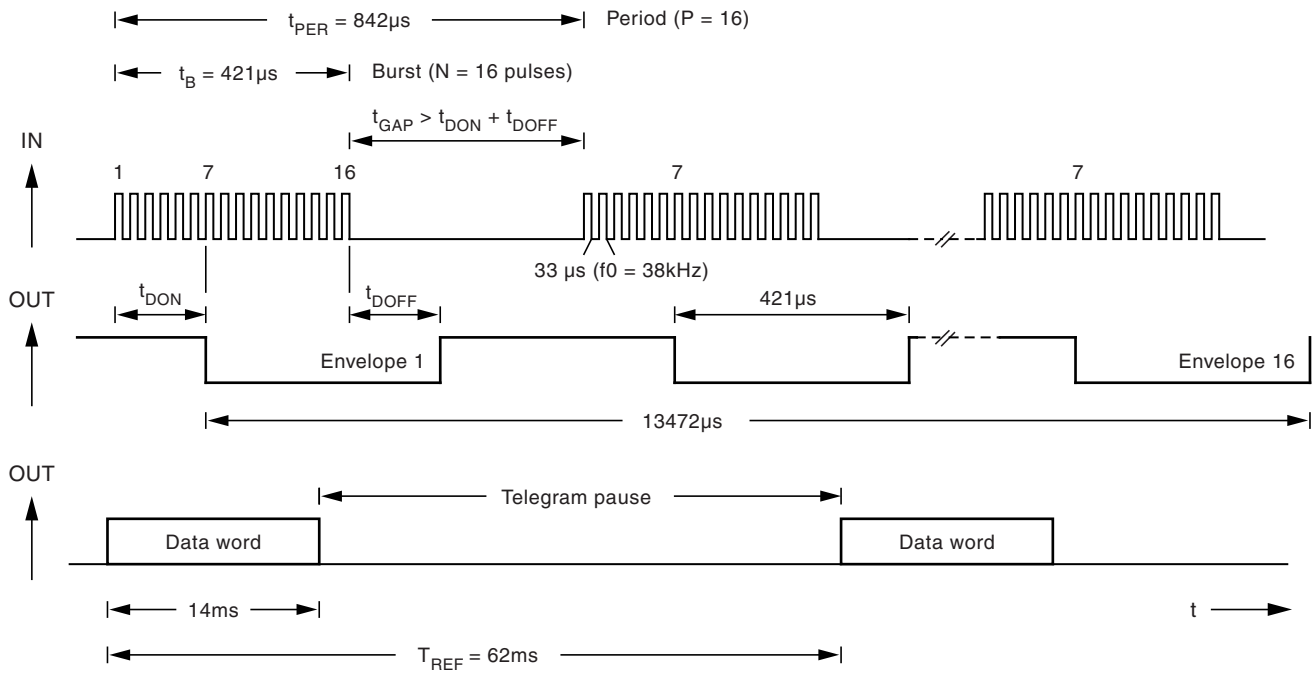 t_PER = 842µs Period (P = 16)
t_B = 421µs Burst (N = 16 pulses)
t_GAP > t_DON + t_DOFF
IN
1 7 16 7 7
33 µs (f0 = 38kHz)
OUT
t_DON t_DOFF 421µs
Envelope 1 Envelope 16
13472µs
OUT
Telegram pause
Data word Data word
14ms t
T_REF = 62ms